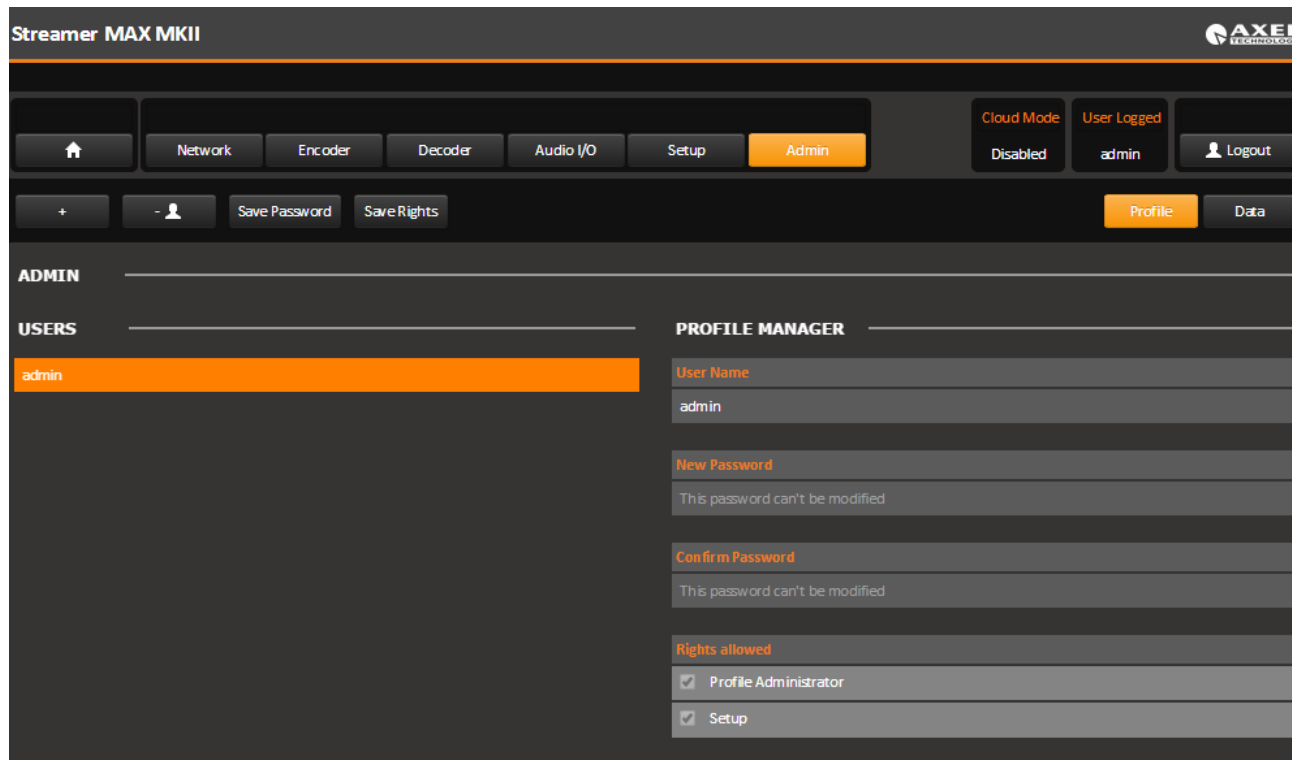 Streamer MAX MKII
Cloud Mode User Logged
Network Encoder Decoder Audio I/O Setup Admin Disabled admin Logout
+ - Save Password Save Rights Profile Data
ADMIN
USERS PROFILE MANAGER
admin User Name
admin
New Password
This password can't be modified
Confirm Password
This password can't be modified
Rights allowed
Profile Administrator
Setup